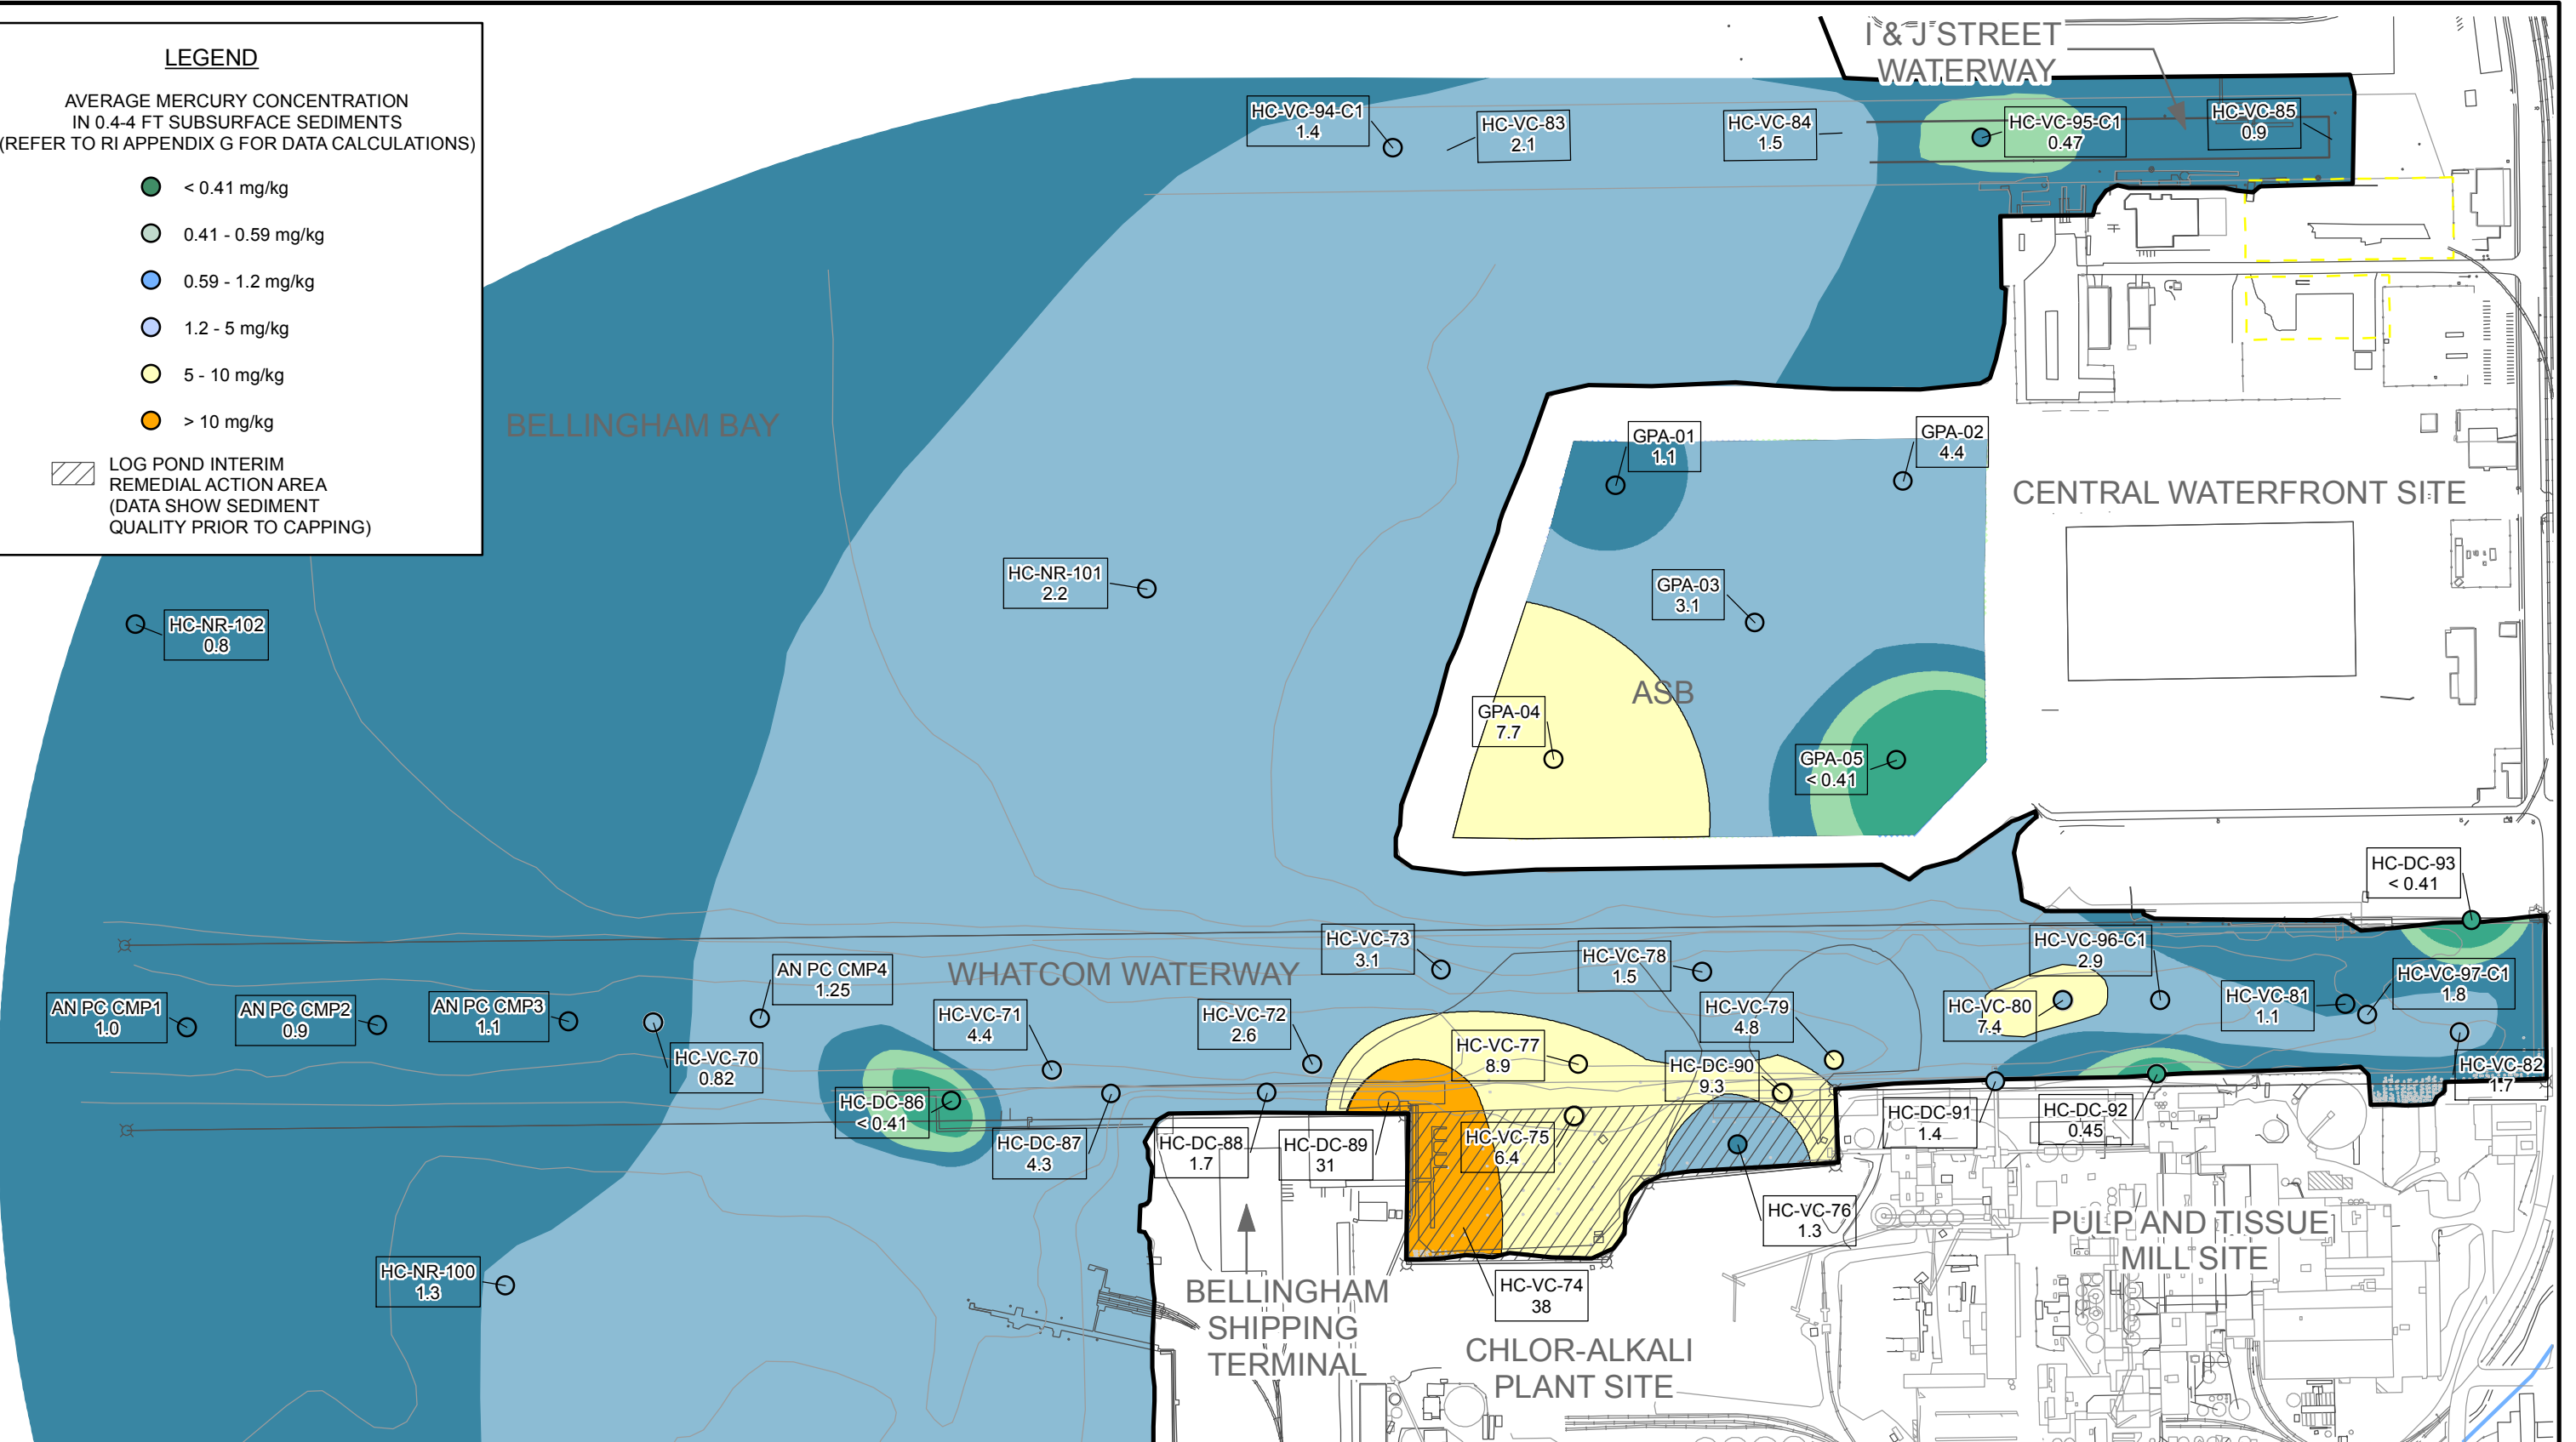 LEGEND
AVERAGE MERCURY CONCENTRATION
IN 0.4-4 FT SUBSURFACE SEDIMENTS
(REFER TO RI APPENDIX G FOR DATA CALCULATIONS)
< 0.41 mg/kg
0.41 - 0.59 mg/kg
0.59 - 1.2 mg/kg
1.2 - 5 mg/kg
5 - 10 mg/kg
> 10 mg/kg
LOG POND INTERIM
REMEDIAL ACTION AREA
(DATA SHOW SEDIMENT
QUALITY PRIOR TO CAPPING)
I & J STREET
WATERWAY
HC-VC-94-C1
1.4
HC-VC-83
2.1
HC-VC-84
1.5
HC-VC-95-C1
0.47
HC-VC-85
0.9
BELLINGHAM BAY
GPA-01
1.1
GPA-02
4.4
CENTRAL WATERFRONT SITE
HC-NR-101
2.2
GPA-03
3.1
HC-NR-102
0.8
ASB
GPA-04
7.7
GPA-05
< 0.41
HC-DC-93
< 0.41
WHATCOM WATERWAY
HC-VC-73
3.1
HC-VC-78
1.5
HC-VC-96-C1
2.9
HC-VC-97-C1
1.8
AN PC CMP4
1.25
AN PC CMP1
1.0
AN PC CMP2
0.9
AN PC CMP3
1.1
HC-VC-71
4.4
HC-VC-72
2.6
HC-VC-79
4.8
HC-VC-80
7.4
HC-VC-81
1.1
HC-VC-70
0.82
HC-VC-77
8.9
HC-DC-90
9.3
HC-VC-82
1.7
HC-DC-86
< 0.41
HC-DC-87
4.3
HC-DC-88
1.7
HC-DC-89
31
HC-VC-75
6.4
HC-DC-91
1.4
HC-DC-92
0.45
HC-VC-76
1.3
PULP AND TISSUE
MILL SITE
HC-NR-100
1.3
HC-VC-74
38
BELLINGHAM
SHIPPING
TERMINAL
CHLOR-ALKALI
PLANT SITE